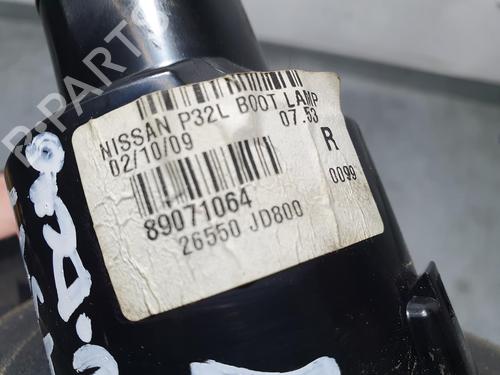 B-PARTS
NISSAN P32L BOOT LAMP
02/10/09 07.53
R
89071064 0099
26550 JD800